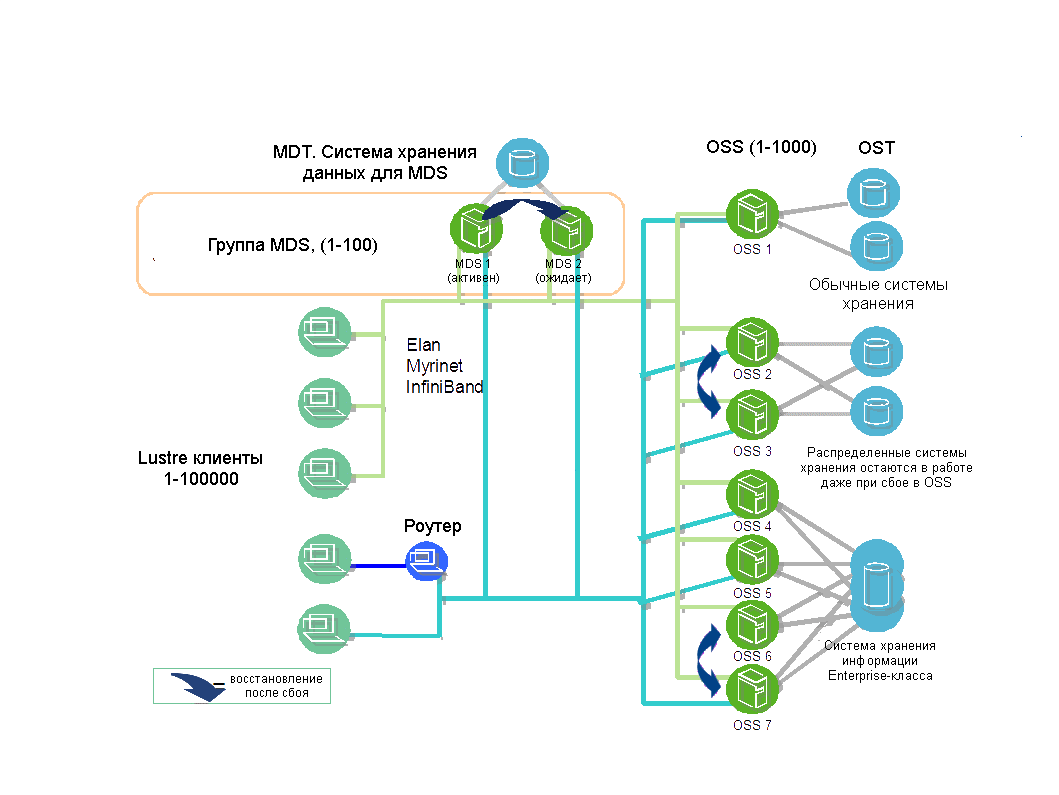 MDT. Система хранения
данных для MDS
OSS (1-1000)
OST
Группа MDS, (1-100)
MDS 1
(активен)
MDS 2
(ожидает)
OSS 1
Обычные системы
хранения
Elan
Myrinet
InfiniBand
OSS 2
OSS 3
Распределенные системы
хранения остаются в работе
даже при сбое в OSS
Lustre клиенты
1-100000
Роутер
OSS 4
OSS 5
OSS 6
Система хранения
информации
Enterprise-класса
OSS 7
= восстановление
после сбоя